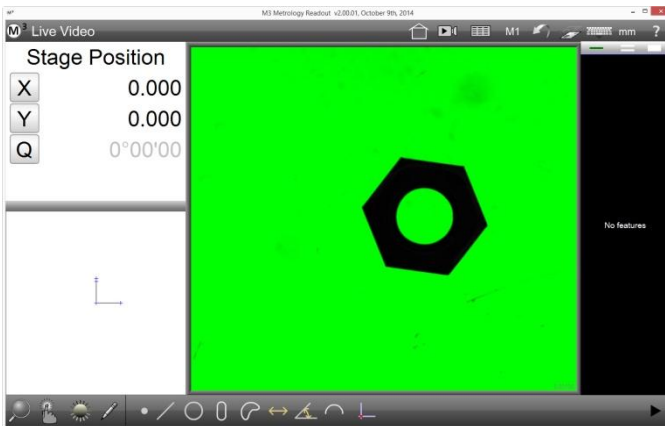 M³ Metrology Readout v2.00.01, October 9th, 2014
M³ Live Video
M1
mm
?
Stage Position
X 0.000
Y 0.000
Q 0°00'00
No features